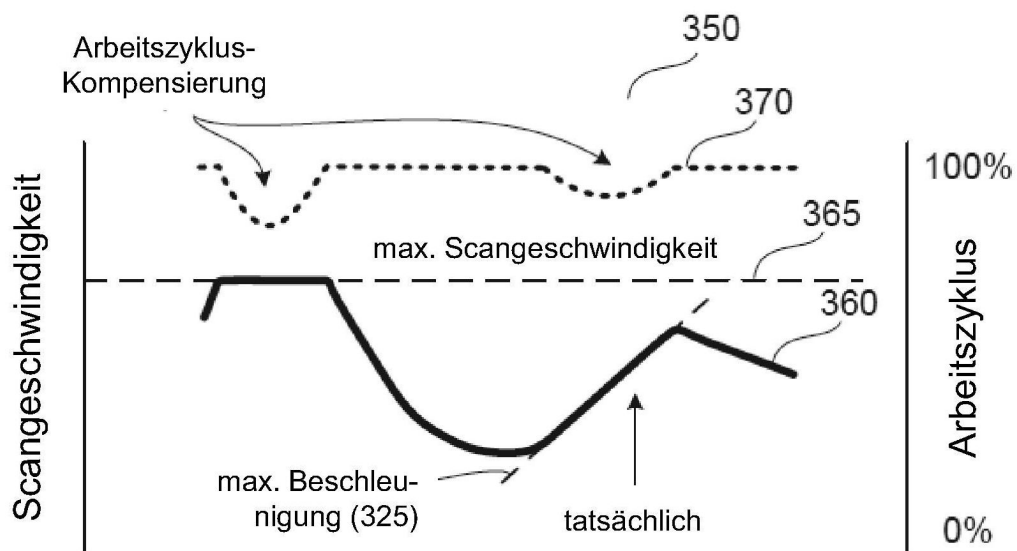 350
Arbeitszyklus-
Kompensierung
370
100%
365
max. Scangeschwindigkeit
360
Scangeschwindigkeit
Arbeitszyklus
max. Beschleu-
nigung (325)
tatsächlich
0%